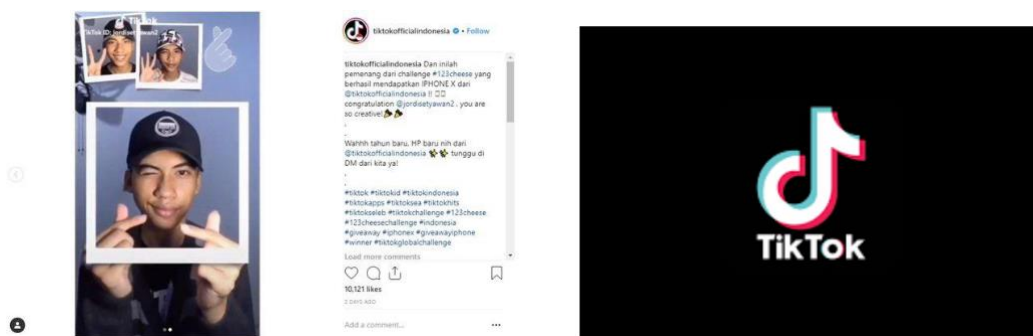 TikTok
TikTok ID: jordisetyawan2
tiktokofficialindonesia • Follow
tiktokofficialindonesia Dan inilah
pemenang dari challenge #123cheese yang
berhasil mendapatkan IPHONE X dari
@tiktokofficialindonesia !!
congratulation @jordisetyawan2 , you are
so creative!
.
.
Wahhh tahun baru, HP baru nih dari
@tiktokofficialindonesia tunggu di
DM dari kita ya!
.
.
#tiktok #tiktokid #tiktokindonesia
#tiktokapps #tiktoksea #tiktokhits
#tiktokseleb #tiktokchallenge #123cheese
#123cheesechallenge #indonesia
#giveaway #iphonex #giveawayiphone
#winner #tiktokglobalchallenge
Load more comments
10,121 likes
2 DAYS AGO
Add a comment...
TikTok